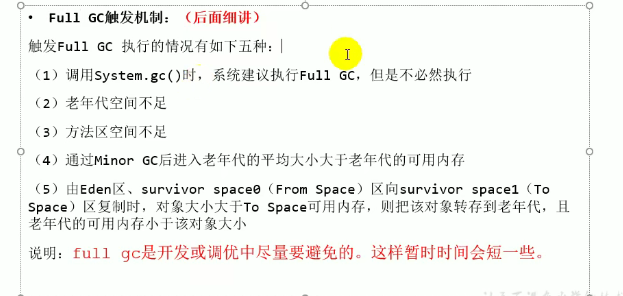 • Full GC触发机制：（后面细讲）
触发Full GC 执行的情况有如下五种：
（1）调用System.gc()时，系统建议执行Full GC，但是不必然执行
（2）老年代空间不足
（3）方法区空间不足
（4）通过Minor GC后进入老年代的平均大小大于老年代的可用内存
（5）由Eden区、survivor space0（From Space）区向survivor space1（To
Space）区复制时，对象大小大于To Space可用内存，则把该对象转存到老年代，且
老年代的可用内存小于该对象大小
说明：full gc是开发或调优中尽量要避免的。这样暂时时间会短一些。